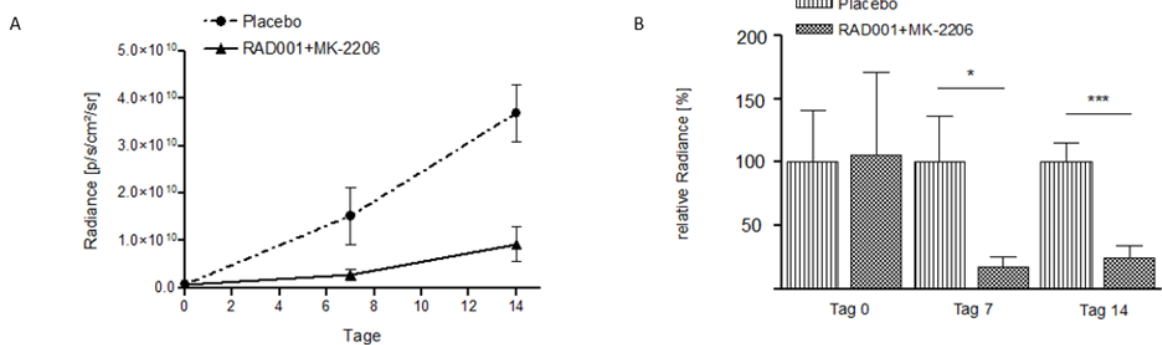 A
Placebo
RAD001+MK-2206
Radiance [p/s/cm²/sr]
5.0×10¹⁰
4.0×10¹⁰
3.0×10¹⁰
2.0×10¹⁰
1.0×10¹⁰
0.0
0 2 4 6 8 10 12 14
Tage
B
Placebo
RAD001+MK-2206
relative Radiance [%]
200
150
100
50
*
***
Tag 0 Tag 7 Tag 14